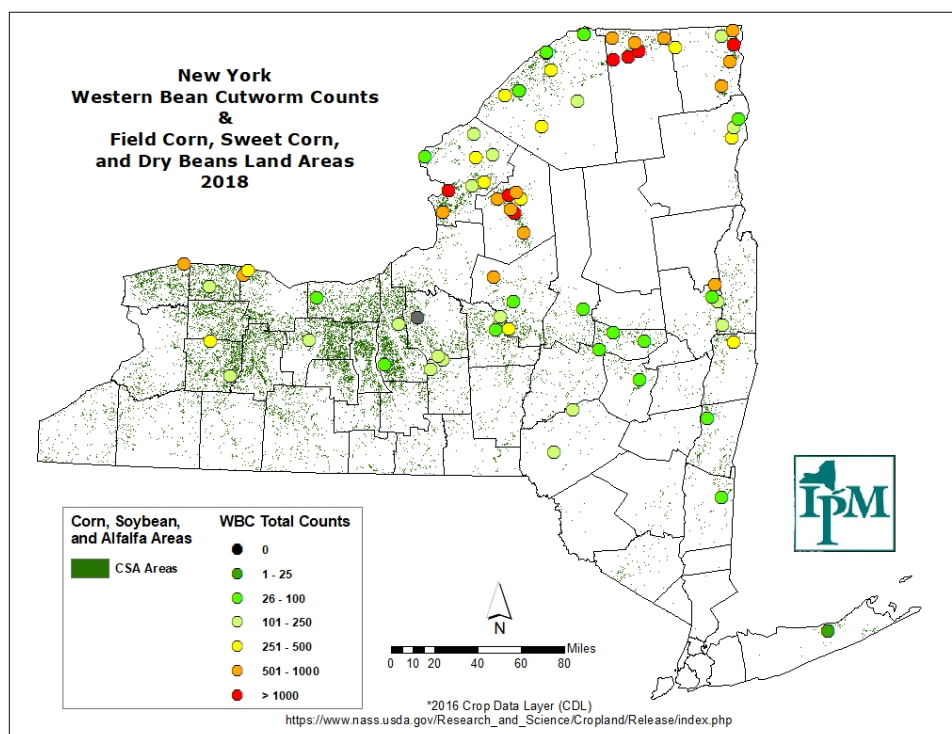 New York
Western Bean Cutworm Counts
&
Field Corn, Sweet Corn,
and Dry Beans Land Areas
2018
IPM
Corn, Soybean,
and Alfalfa Areas
CSA Areas
WBC Total Counts
0
1 - 25
26 - 100
101 - 250
251 - 500
501 - 1000
> 1000
N
Miles
0 5 10 20 40 60 80
*2016 Crop Data Layer (CDL)
https://www.nass.usda.gov/Research_and_Science/Cropland/Release/index.php